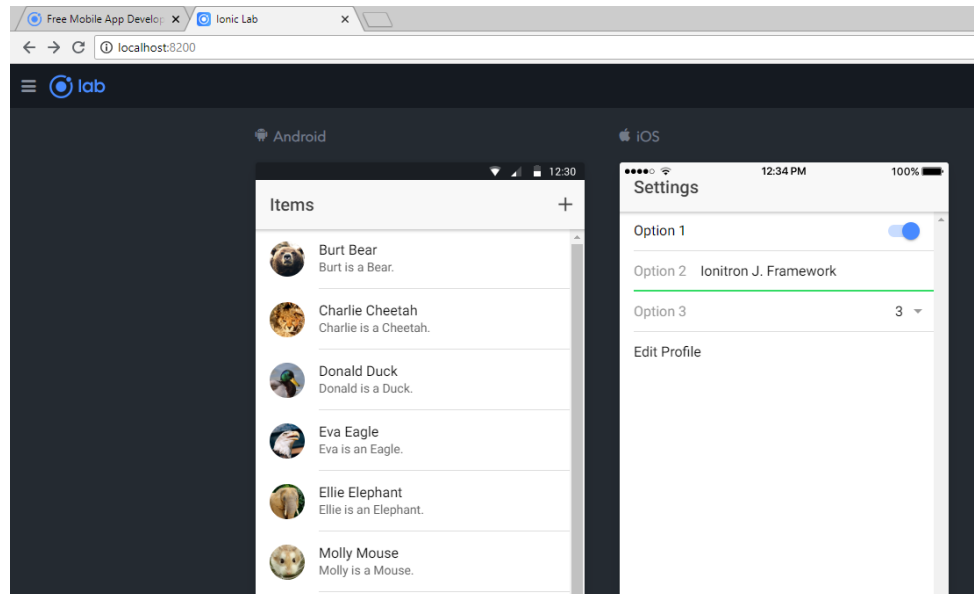 Free Mobile App Develop
Ionic Lab
localhost:8200
lab
Android
iOS
12:30
Items
Burt Bear
Burt is a Bear.
Charlie Cheetah
Charlie is a Cheetah.
Donald Duck
Donald is a Duck.
Eva Eagle
Eva is an Eagle.
Ellie Elephant
Ellie is an Elephant.
Molly Mouse
Molly is a Mouse.
12:34 PM
100%
Settings
Option 1
Option 2 Ionitron J. Framework
Option 3 3
Edit Profile